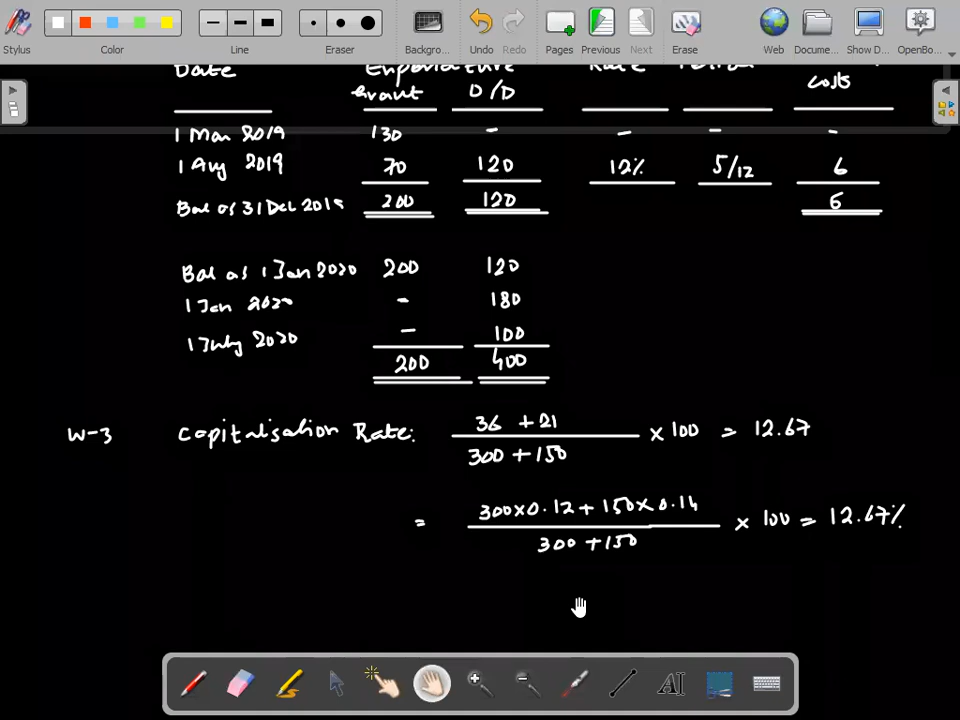 Stylus Color Line Eraser Backgro... Undo Redo Pages Previous Next Erase Web Docume... Show D... OpenBo...
Date Expenditure Rate
Grant D/D costs
1 Mar 2019 130 - - - -
1 Aug 2019 70 120 12% 5/12 6
Bal as 31 Dec 2019 200 120 6
Bal as 1 Jan 2020 200 120
1 Jan 2020 - 180
1 July 2020 - 100
200 400
W-3 Capitalisation Rate: 36 + 21 / 300 + 150 × 100 = 12.67
= 300×0.12 + 150×0.14 / 300 + 150 × 100 = 12.67%
AI